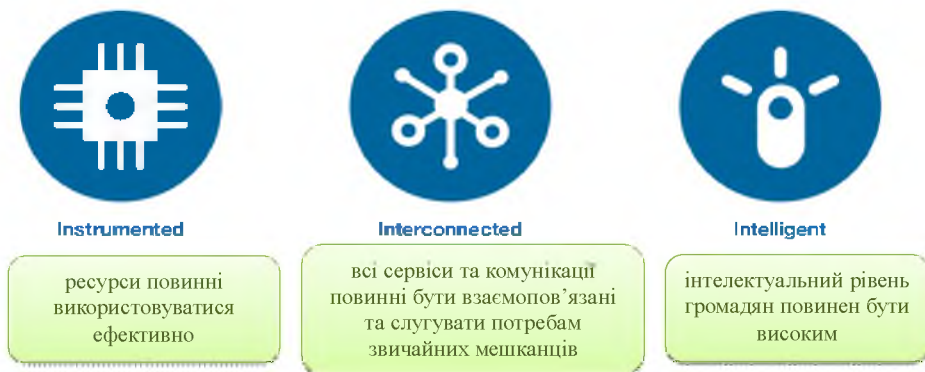 Instrumented
ресурси повинні
використовуватися
ефективно
Interconnected
всі сервіси та комунікації
повинні бути взаємопов’язані
та слугувати потребам
звичайних мешканців
Intelligent
інтелектуальний рівень
громадян повинен бути
високим